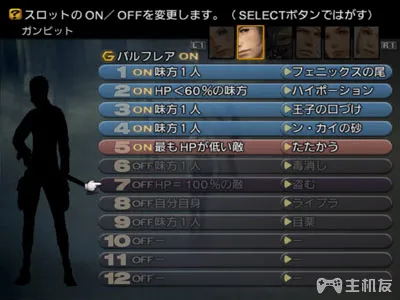 スロットの ON／ OFFを変更します。（ SELECTボタンではがす）
ガンビット
L1
R1
G バルフレア ON
1 ON 味方1人 フェニックスの尾
2 ON HP＜60％の味方 ハイポーション
3 ON 味方1人 王子の口づけ
4 ON 味方1人 ン・カイの砂
5 ON 最もHPが低い敵 たたかう
6 OFF 味方1人 毒消し
7 OFF HP＝100％の敵 盗む
8 OFF 自分自身 ライブラ
9 OFF 味方1人 目薬
10 OFF － －
11 OFF － －
12 OFF － －
主机友